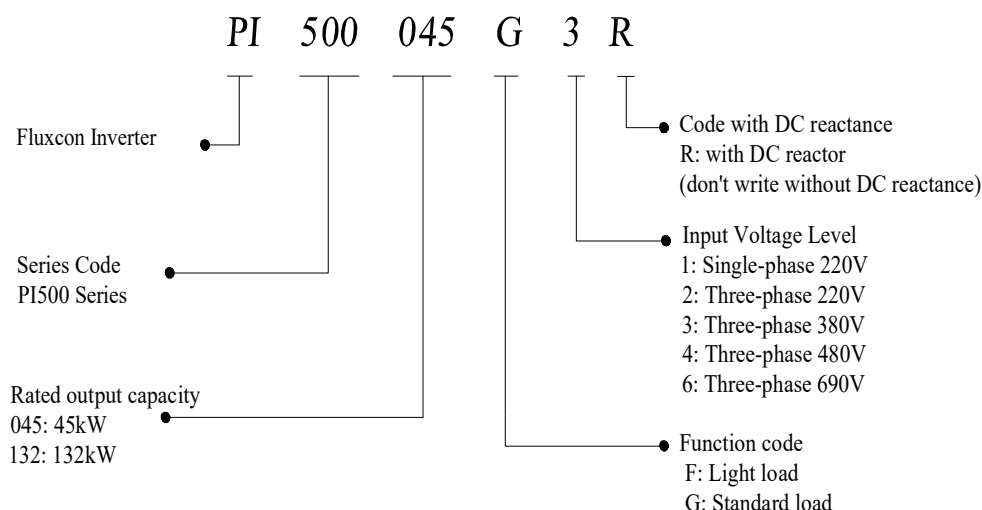 PI 500 045 G 3 R
Fluxcon Inverter
Series Code
PI500 Series
Rated output capacity
045: 45kW
132: 132kW
Code with DC reactance
R: with DC reactor
(don't write without DC reactance)
Input Voltage Level
1: Single-phase 220V
2: Three-phase 220V
3: Three-phase 380V
4: Three-phase 480V
6: Three-phase 690V
Function code
F: Light load
G: Standard load